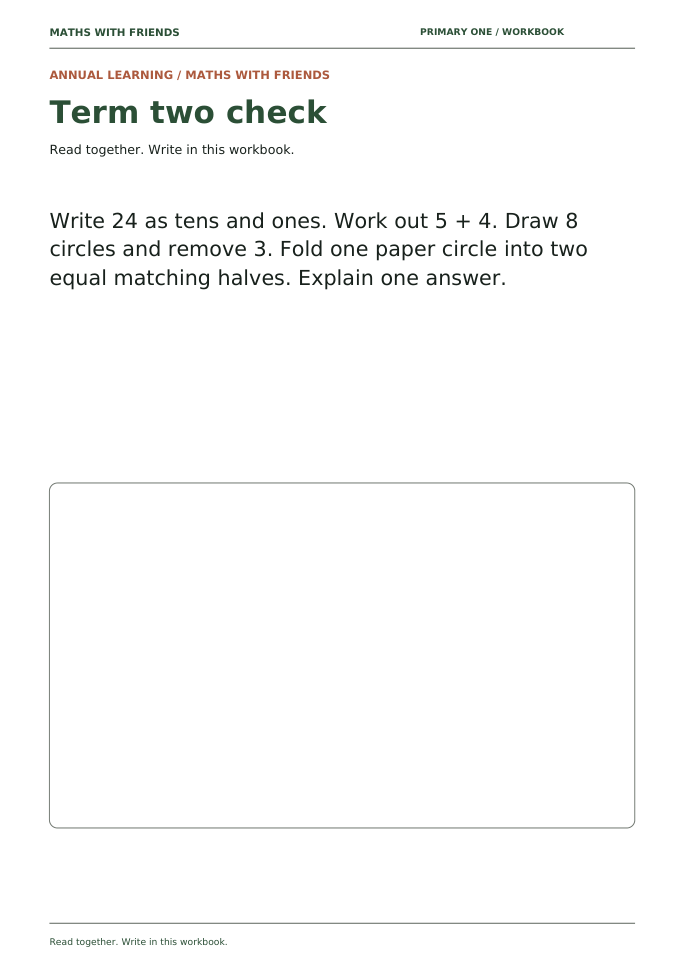 MATHS WITH FRIENDS
PRIMARY ONE / WORKBOOK
ANNUAL LEARNING / MATHS WITH FRIENDS
Term two check
Read together. Write in this workbook.
Write 24 as tens and ones. Work out 5 + 4. Draw 8
circles and remove 3. Fold one paper circle into two
equal matching halves. Explain one answer.
Read together. Write in this workbook.